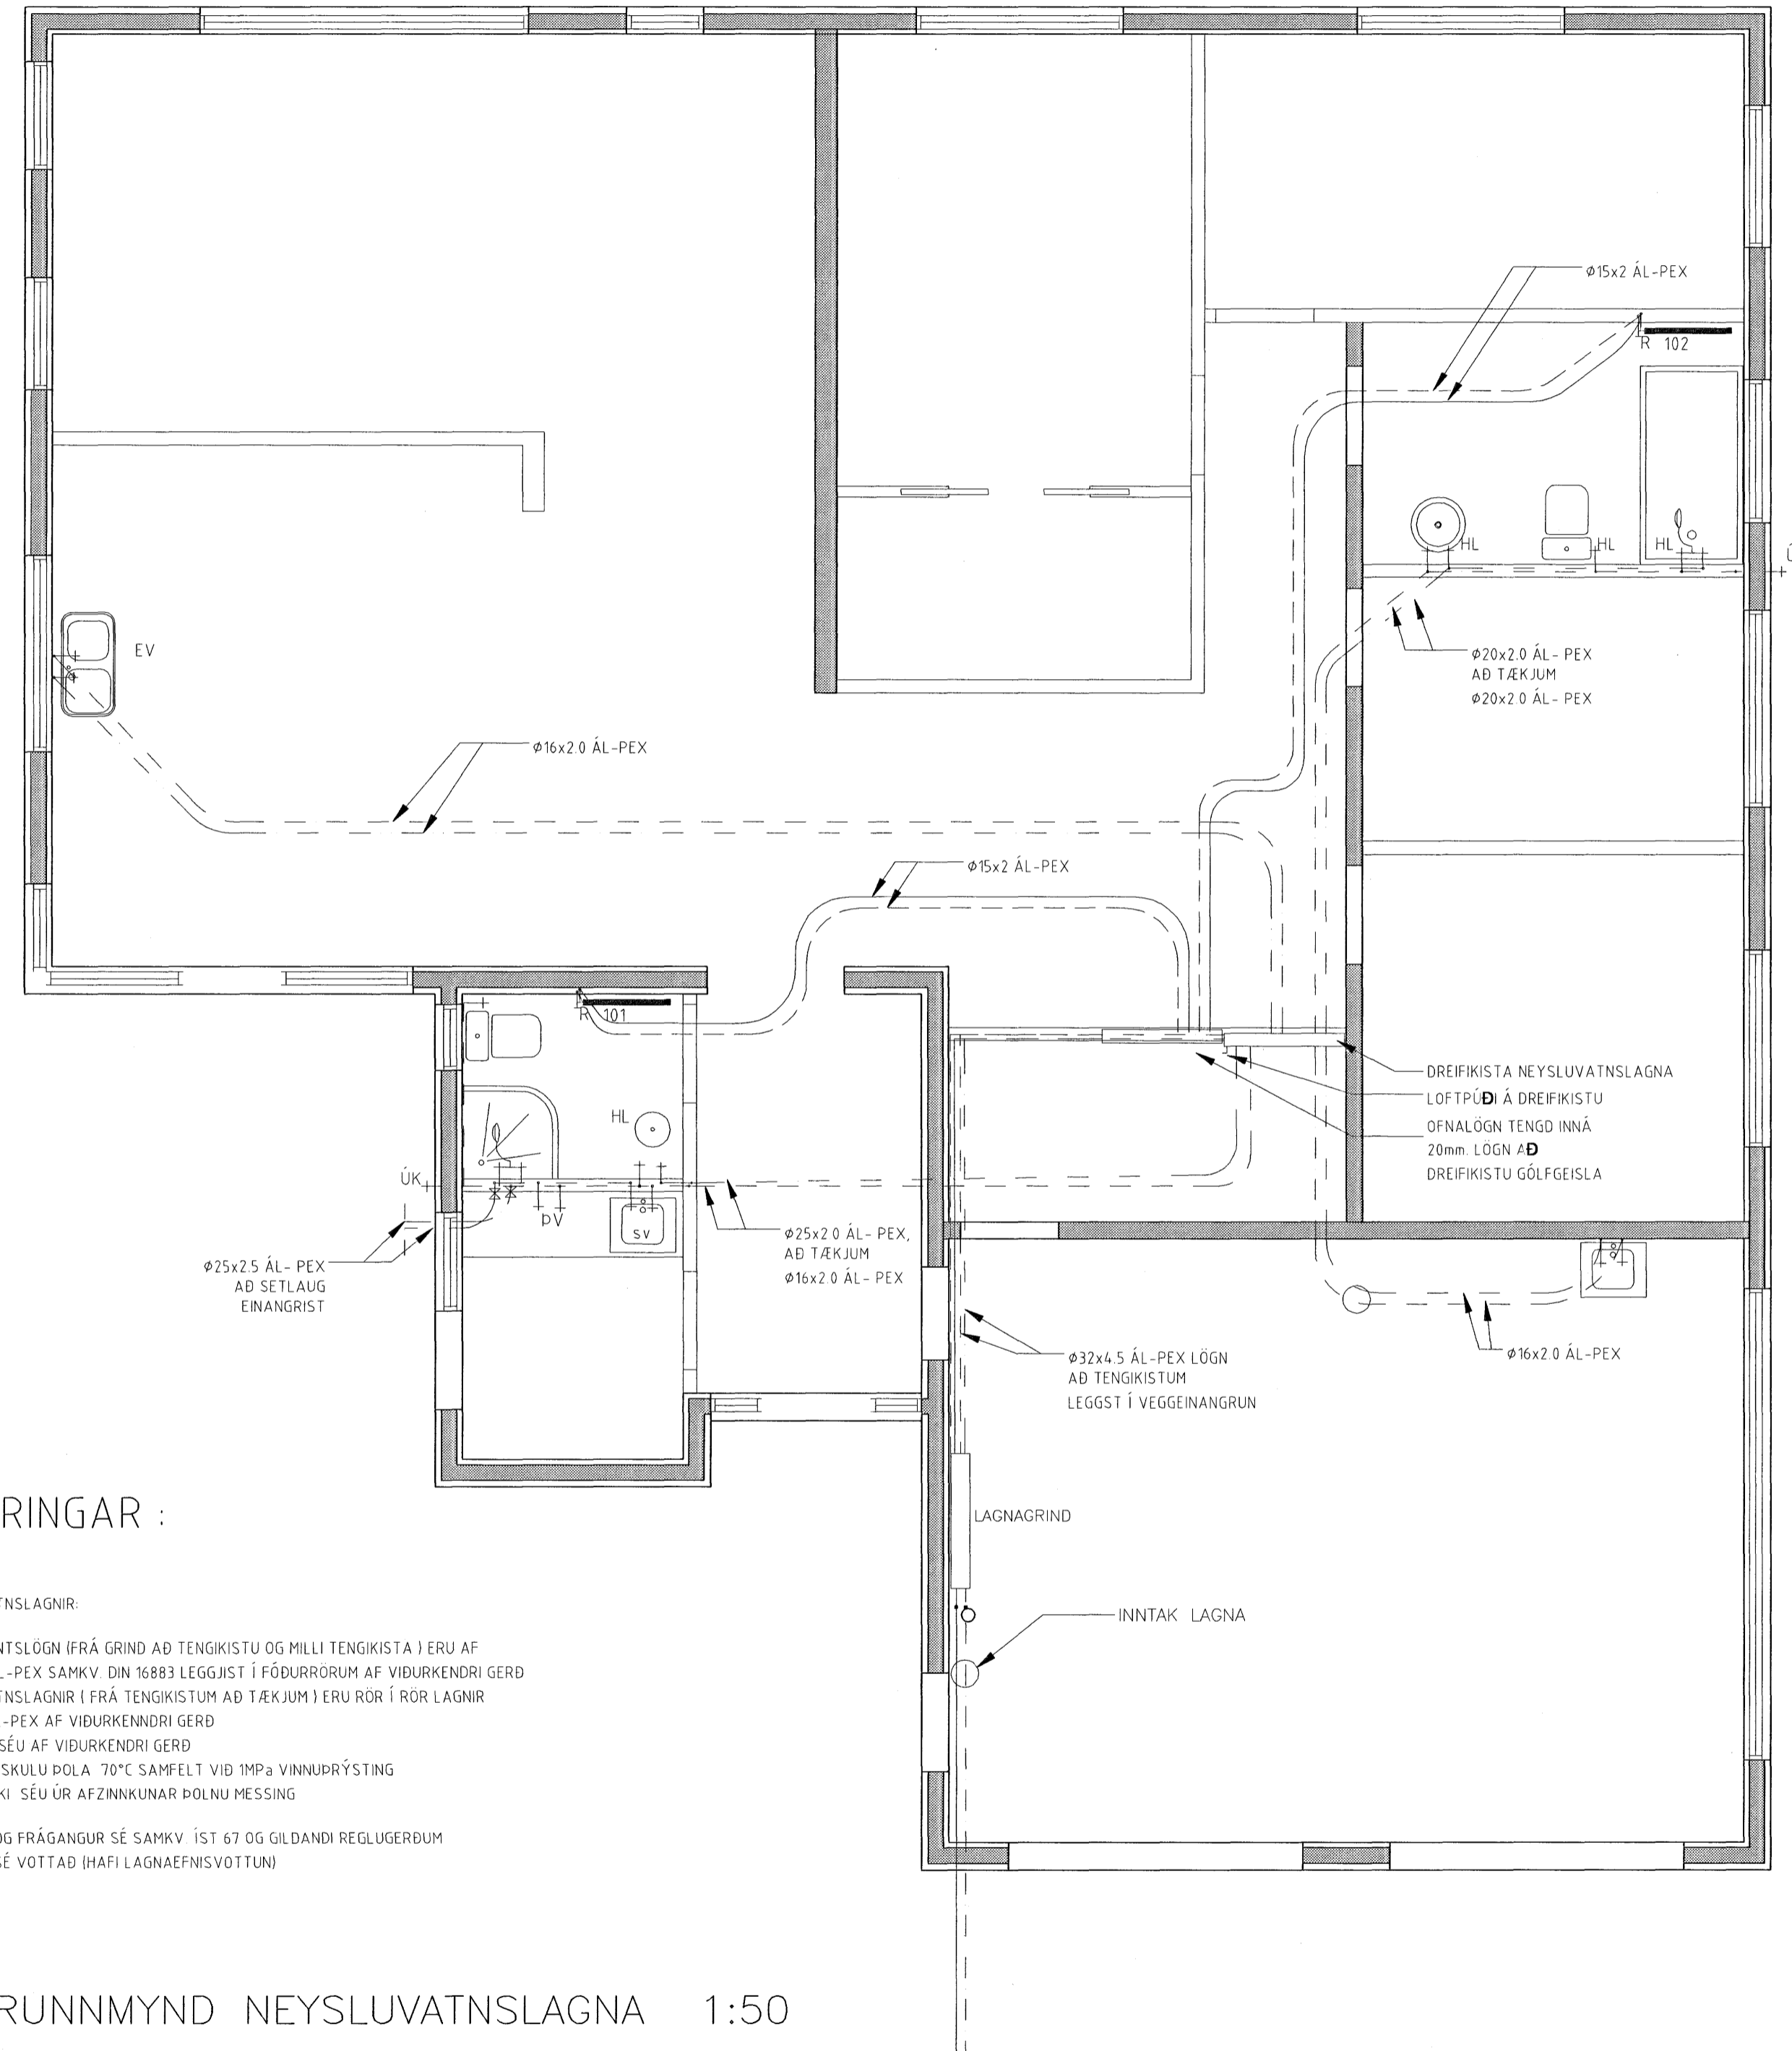 Ø15x2 ÁL-PEX
R 102
HL
HL
HL
EV
Ø20x2.0 ÁL- PEX
AÐ TÆKJUM
Ø20x2.0 ÁL- PEX
Ø16x2.0 ÁL-PEX
Ø15x2 ÁL-PEX
R 101
DREIFIKISTA NEYSLUVATNSLAGNA
LOFTPÚÐI Á DREIFIKISTU
OFNALÖGN TENGD INNÁ
20mm. LÖGN AÐ
DREIFIKISTU GÓLFGEISLA
HL
ÚK
ÞV
SV
Ø25x2.0 ÁL- PEX,
AÐ TÆKJUM
Ø16x2.0 ÁL- PEX
Ø25x2.5 ÁL- PEX
AÐ SETLAUG
EINANGRIST
Ø32x4.5 ÁL-PEX LÖGN
AÐ TENGIKISTUM
LEGGST Í VEGGEINANGRUN
Ø16x2.0 ÁL-PEX
LAGNAGRIND
INNTAK LAGNA
RINGAR :
TNSLAGNIR:
NTSLÖGN (FRÁ GRIND AÐ TENGIKISTU OG MILLI TENGIKISTA ) ERU AF
L-PEX SAMKV. DIN 16883 LEGGJIST Í FÓÐURRÖRUM AF VIÐURKENDRI GERÐ
TNSLAGNIR ( FRÁ TENGIKISTUM AÐ TÆKJUM ) ERU RÖR Í RÖR LAGNIR
-PEX AF VIÐURKENNDRI GERÐ
SÉU AF VIÐURKENDRI GERÐ
SKULU ÞOLA 70°C SAMFELT VIÐ 1MPa VINNUÞRÝSTING
KI SÉU ÚR AFZINNKUNAR ÞOLNU MESSING
OG FRÁGANGUR SÉ SAMKV. ÍST 67 OG GILDANDI REGLUGERÐUM
SÉ VOTTAÐ (HAFI LAGNAEFNISVOTTUN)
RUNNMYND NEYSLUVATNSLAGNA 1:50